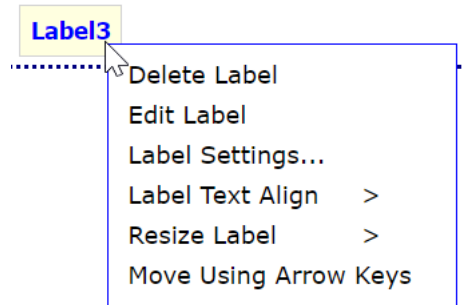 Label3
Delete Label
Edit Label
Label Settings...
Label Text Align >
Resize Label >
Move Using Arrow Keys